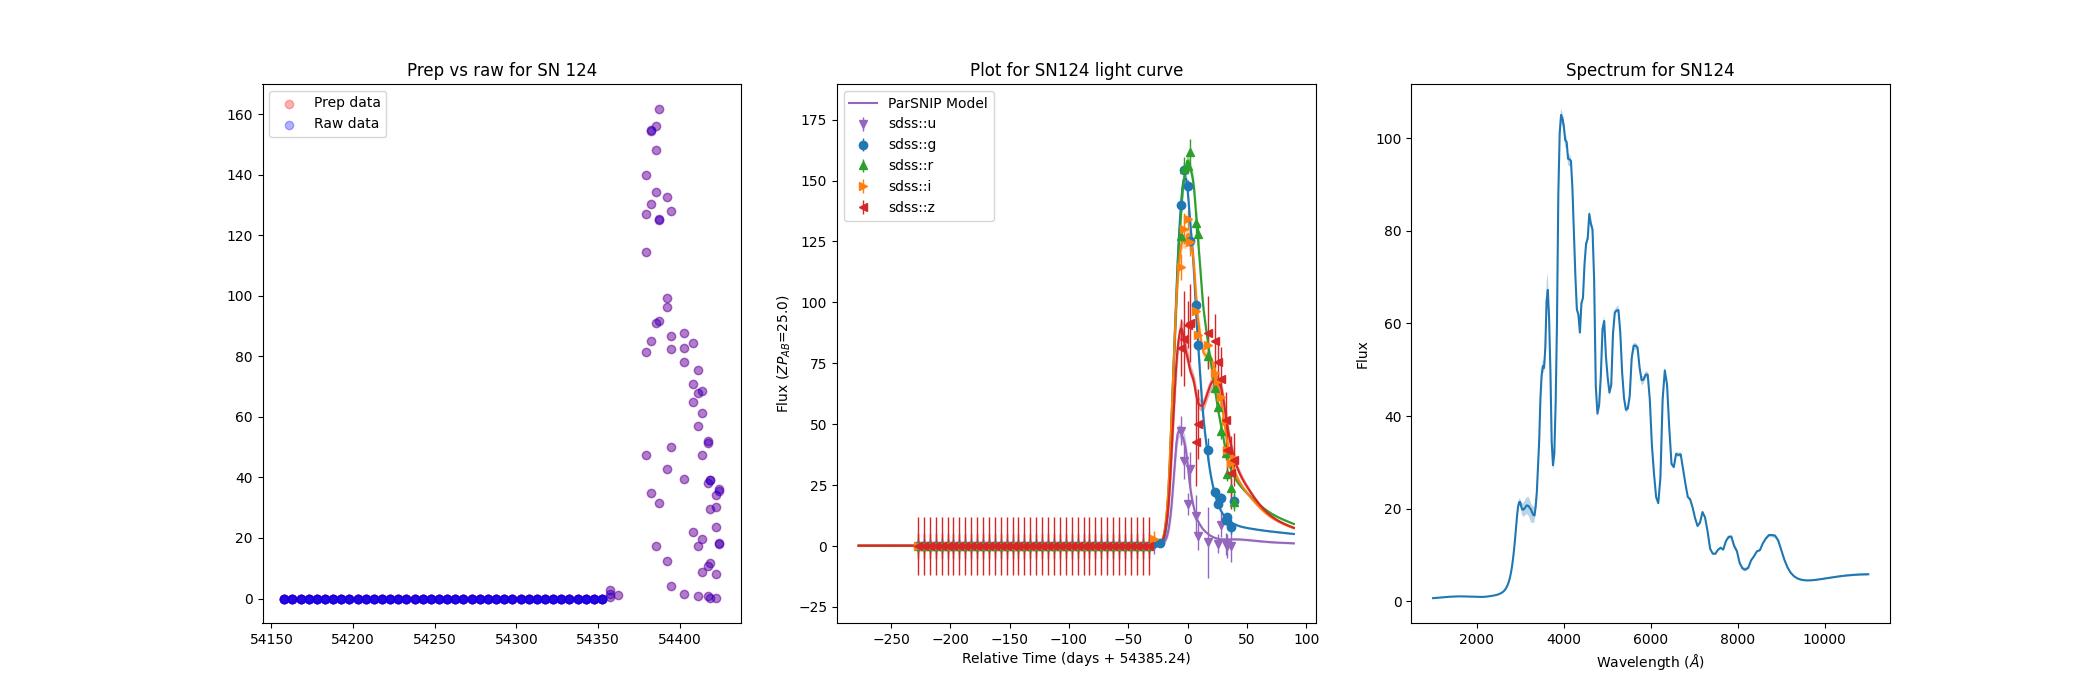 Prep vs raw for SN 124
Prep data
Raw data
160
140
120
100
80
60
40
20
0
54150
54200
54250
54300
54350
54400
Plot for SN124 light curve
ParSNIP Model
sdss::u
sdss::g
sdss::r
sdss::i
sdss::z
Flux (ZP_AB=25.0)
175
150
125
100
75
50
25
0
−25
−250
−200
−150
−100
−50
0
50
100
Relative Time (days + 54385.24)
Spectrum for SN124
Flux
100
80
60
40
20
0
2000
4000
6000
8000
10000
Wavelength (Å)